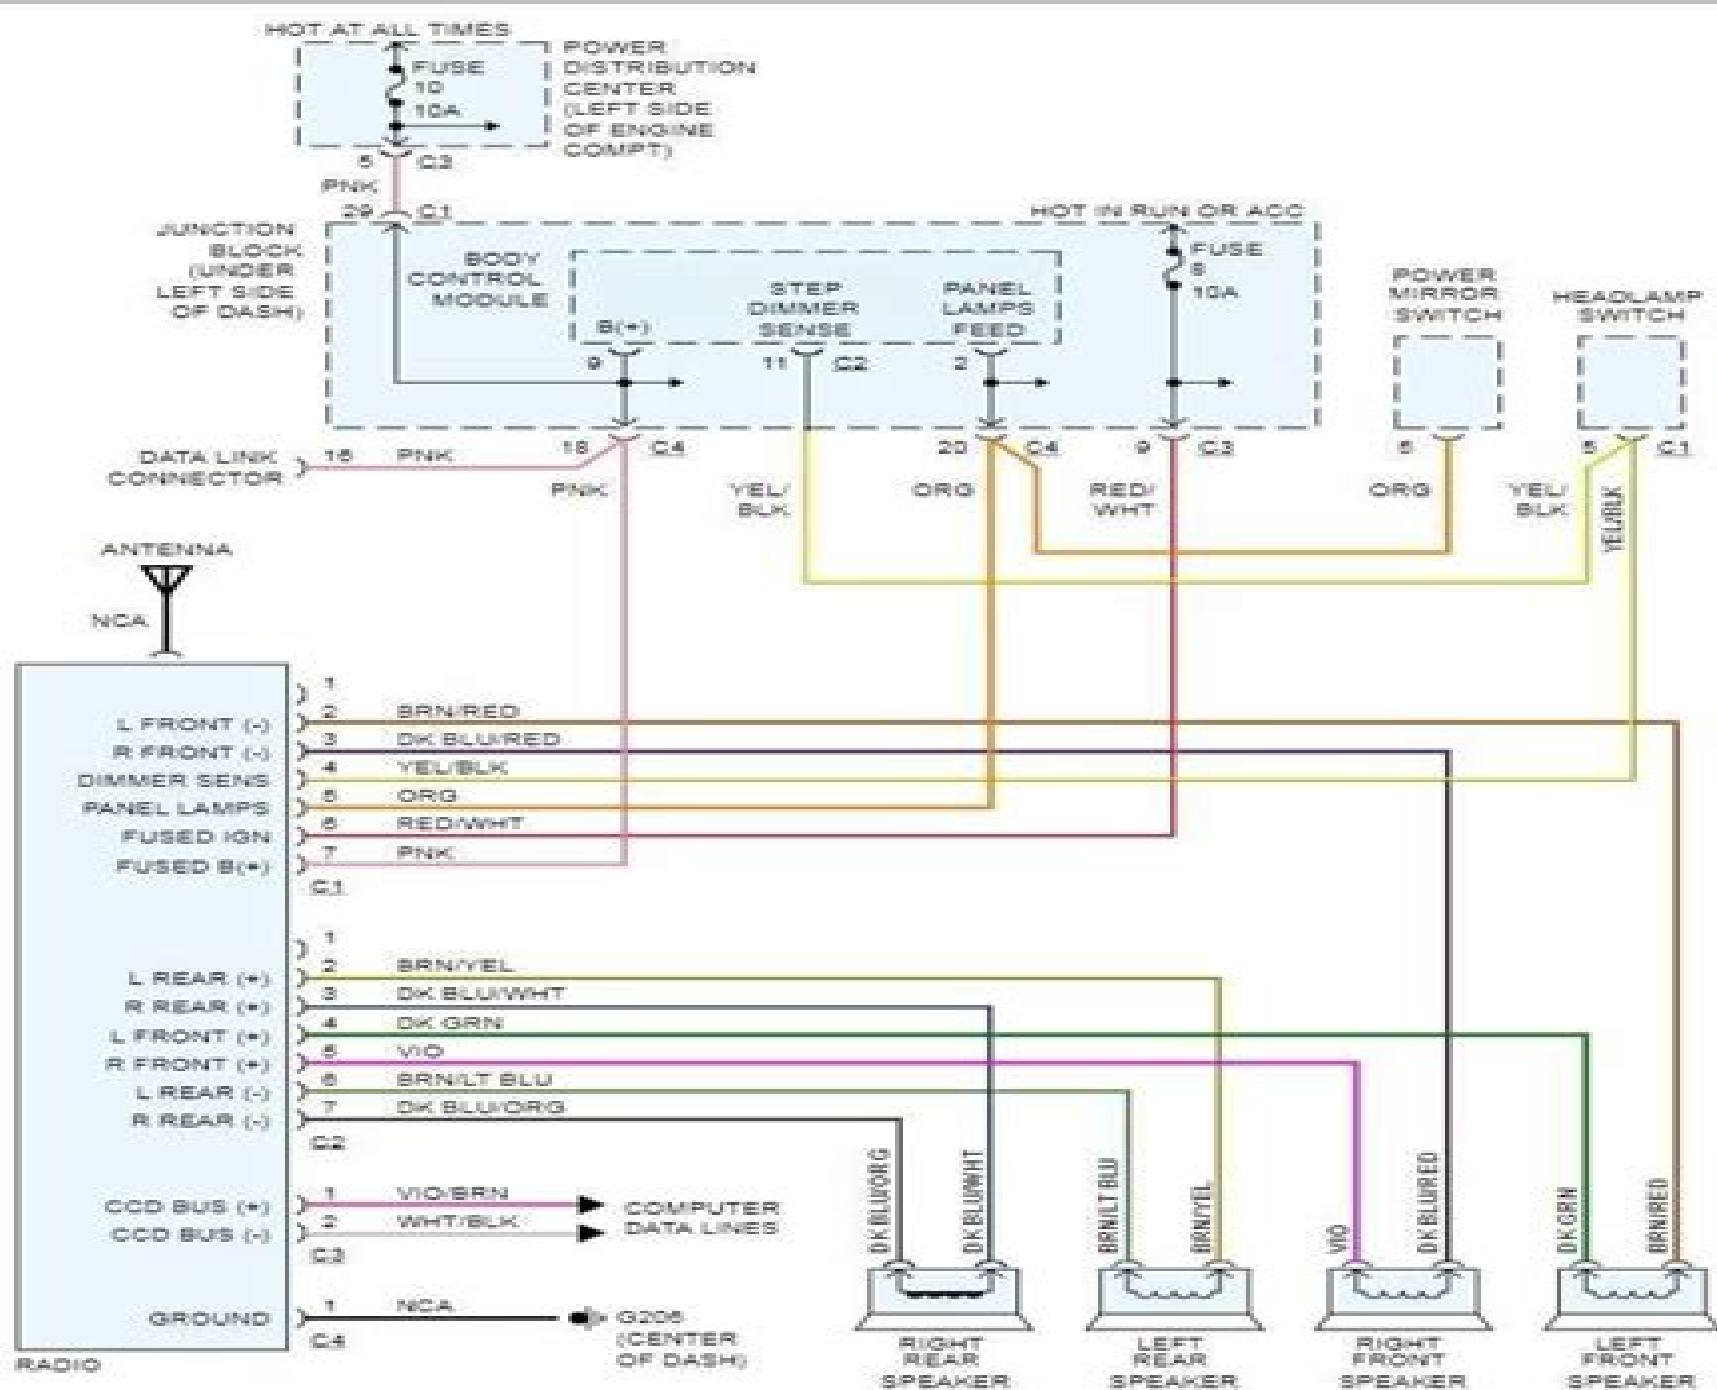 HOT AT ALL TIMES
FUSE
10
10A
POWER
DISTRIBUTION
CENTER
(LEFT SIDE
OF ENGINE
COMPT)
5 C3
PNK
29 C1
JUNCTION
BLOCK
(UNDER
LEFT SIDE
OF DASH)
BODY
CONTROL
MODULE
B(+)
STEP
DIMMER
SENSE
PANEL
LAMPS
FEED
HOT IN RUN OR ACC
FUSE
10A
POWER
MIRROR
SWITCH
HEADLAMP
SWITCH
9
11 C2
2
18 C4
20 C4
9 C3
C1
DATA LINK
CONNECTOR
16 PNK
PNK
YEL/
BLK
ORG
RED/
WHT
ORG
YEL/
BLK
YEL/BLK
ANTENNA
NCA
1
L FRONT (-) 2 BRN/RED
R FRONT (-) 3 DK BLU/RED
DIMMER SENS 4 YEL/BLK
PANEL LAMPS 5 ORG
FUSED IGN 6 RED/WHT
FUSED B(+) 7 PNK
C1
1
L REAR (+) 2 BRN/YEL
R REAR (+) 3 DK BLU/WHT
L FRONT (+) 4 DK GRN
R FRONT (+) 5 VIO
L REAR (-) 6 BRN/LT BLU
R REAR (-) 7 DK BLU/ORG
C2
CCD BUS (+) 1 VIO/BRN
CCD BUS (-) 2 WHT/BLK
C3
COMPUTER
DATA LINES
GROUND 1 NCA
C4
G206
(CENTER
OF DASH)
RADIO
DK BLU/ORG
DK BLU/WHT
BRN/LT BLU
BRN/YEL
VIO
DK BLU/RED
DK GRN
BRN/RED
RIGHT
REAR
SPEAKER
LEFT
REAR
SPEAKER
RIGHT
FRONT
SPEAKER
LEFT
FRONT
SPEAKER